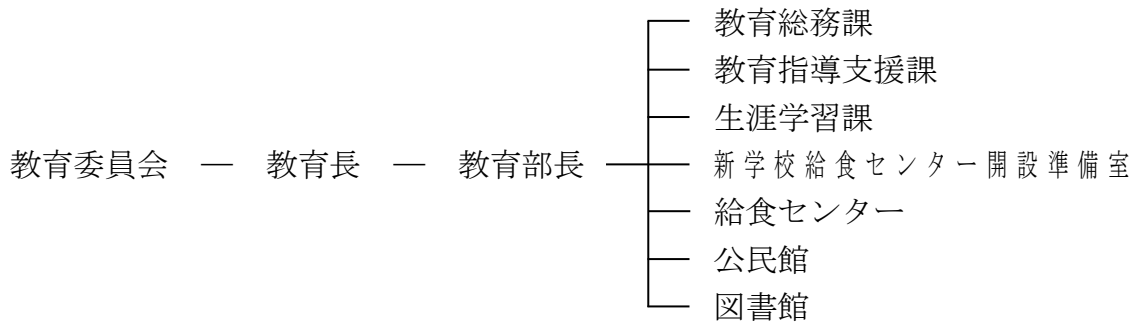 教育総務課
教育指導支援課
生涯学習課
教育委員会 ― 教育長 ― 教育部長 新学校給食センター開設準備室
給食センター
公民館
図書館